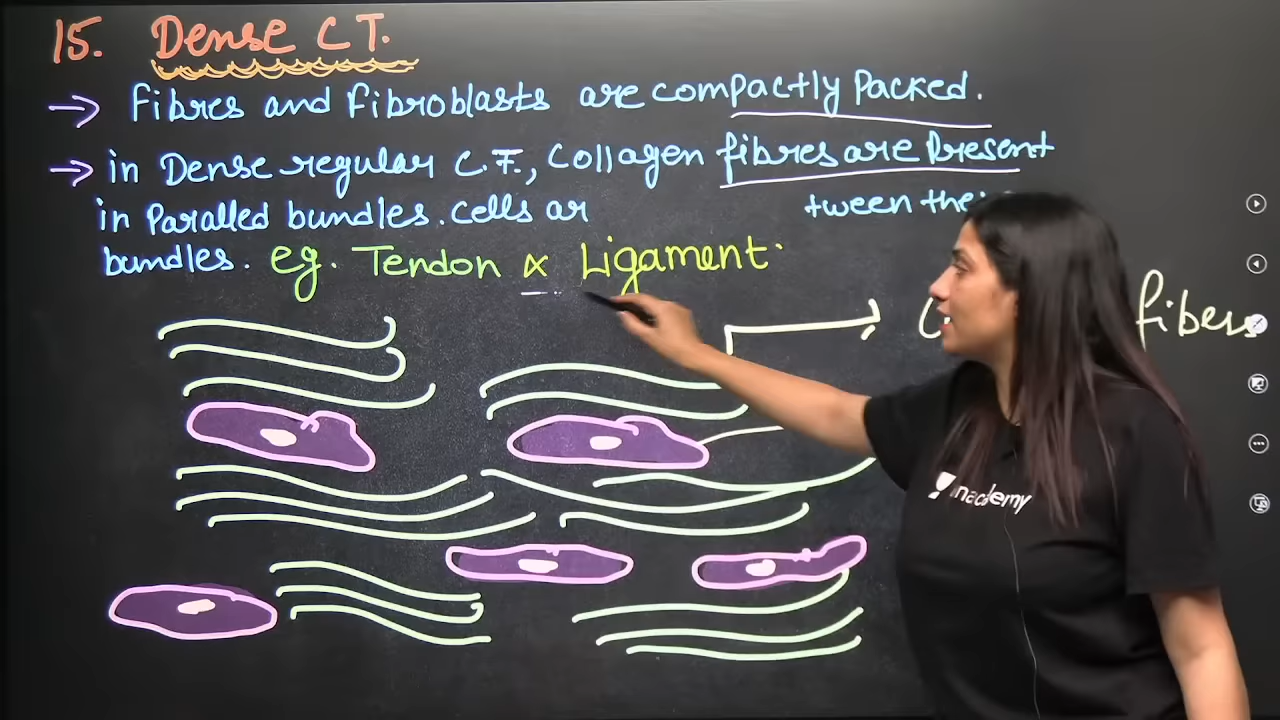 15. Dense C T.
→ Fibres and Fibroblasts are compactly Packed.
→ in Dense regular C.T., Collagen fibres are Present
in Paralled bundles. Cells ar tween the
bundles. eg. Tendon & Ligament.
fibers
unacademy